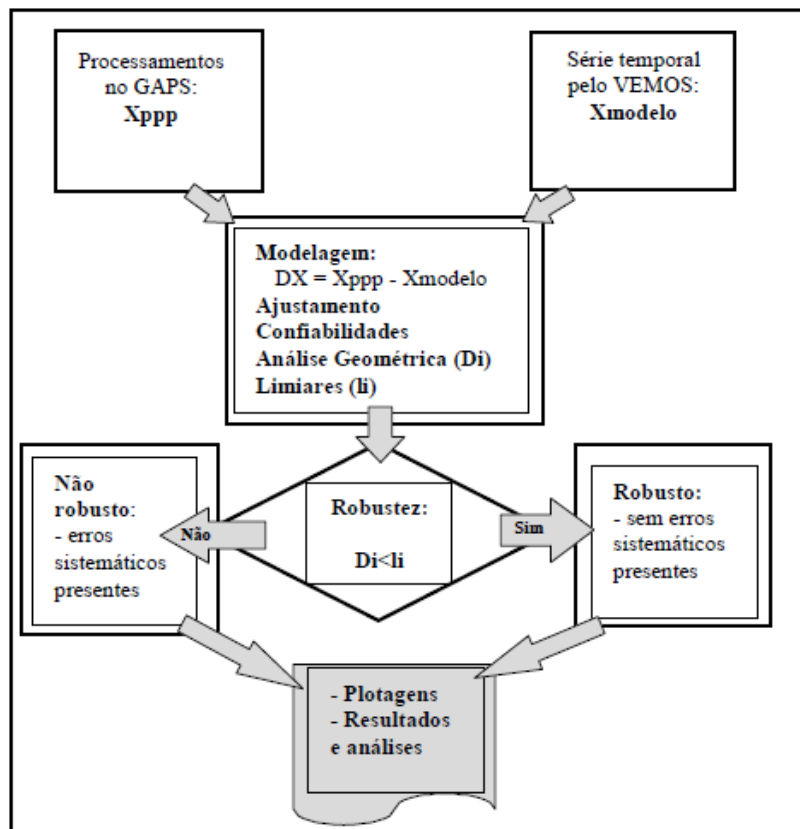 Processamentos
no GAPS:
Xppp
Série temporal
pelo VEMOS:
Xmodelo
Modelagem:
DX = Xppp - Xmodelo
Ajustamento
Confiabilidades
Análise Geométrica (Di)
Limiares (li)
Não
robusto:
- erros
sistemáticos
presentes
Não
Robustez:
Di<li
Sim
Robusto:
- sem erros
sistemáticos
presentes
- Plotagens
- Resultados
e análises